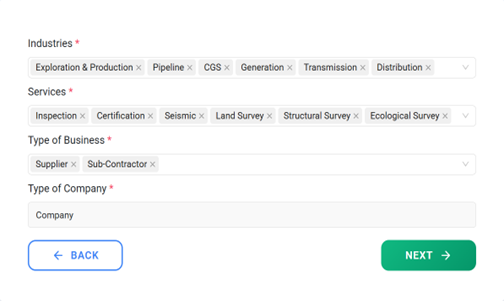 Industries *
Exploration & Production × Pipeline × CGS × Generation × Transmission × Distribution ×
Services *
Inspection × Certification × Seismic × Land Survey × Structural Survey × Ecological Survey ×
Type of Business *
Supplier × Sub-Contractor ×
Type of Company *
Company
← BACK NEXT →